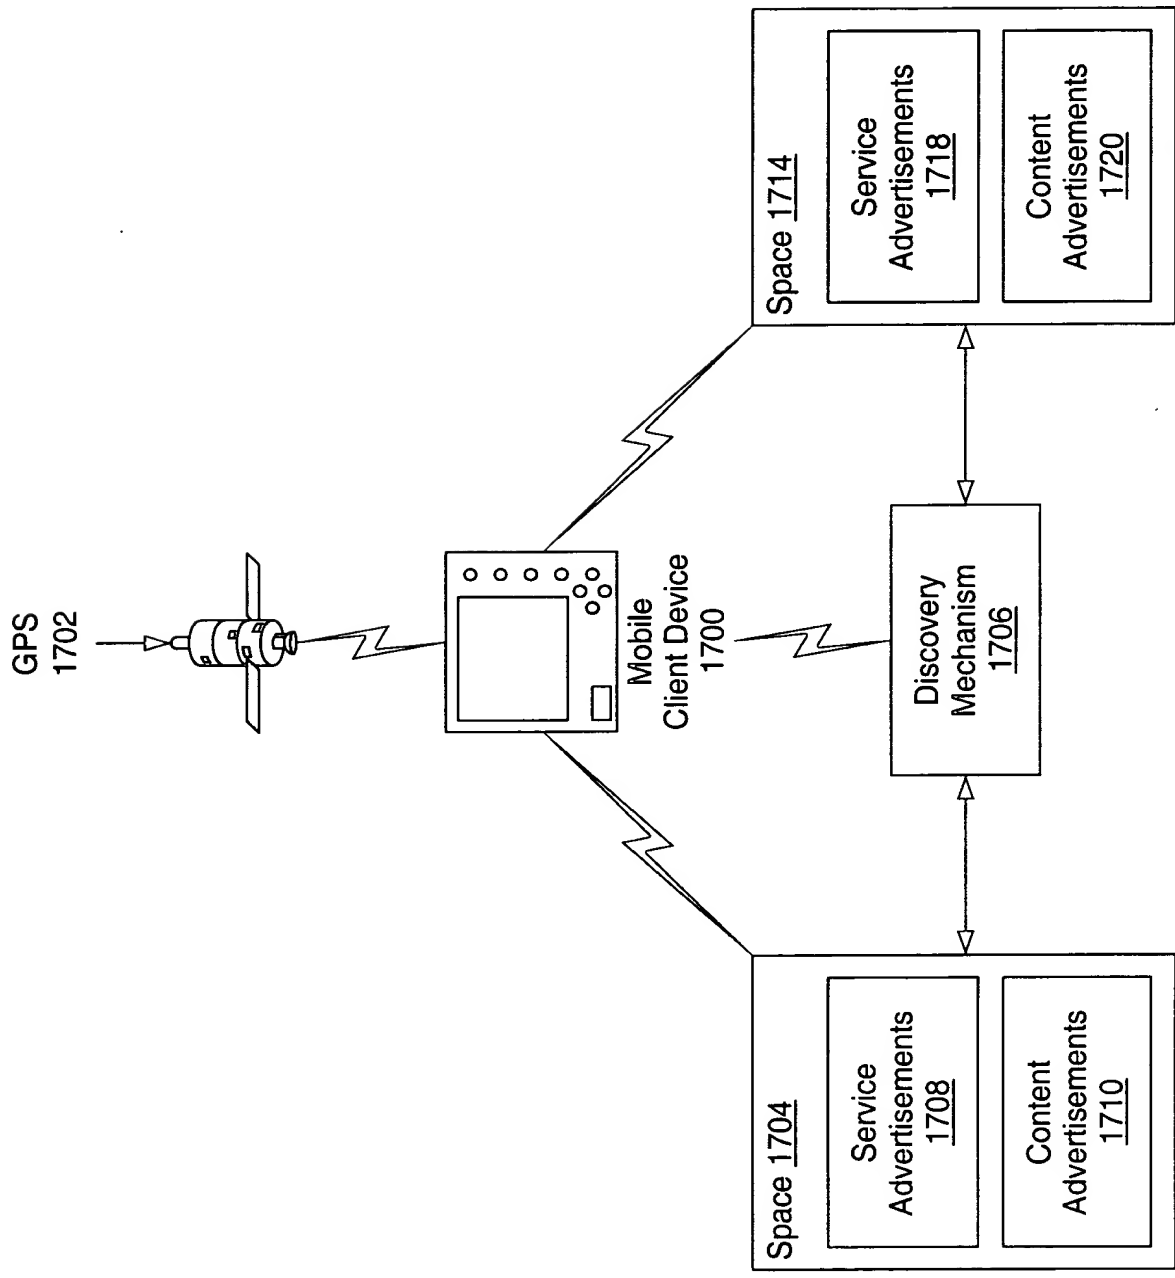 GPS
1702
Mobile
Client Device
1700
Discovery
Mechanism
1706
Space 1704
Service
Advertisements
1708
Content
Advertisements
1710
Space 1714
Service
Advertisements
1718
Content
Advertisements
1720